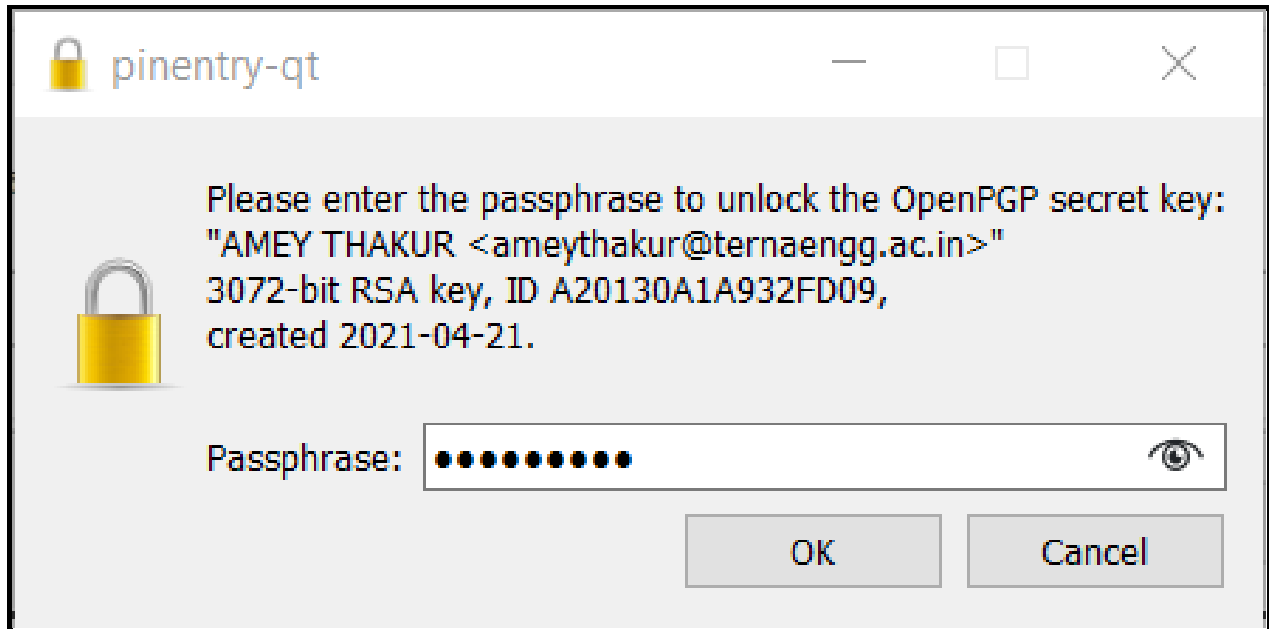 pinentry-qt
Please enter the passphrase to unlock the OpenPGP secret key:
"AMEY THAKUR <ameythakur@ternaengg.ac.in>"
3072-bit RSA key, ID A20130A1A932FD09,
created 2021-04-21.
Passphrase: ●●●●●●●●●
OK Cancel